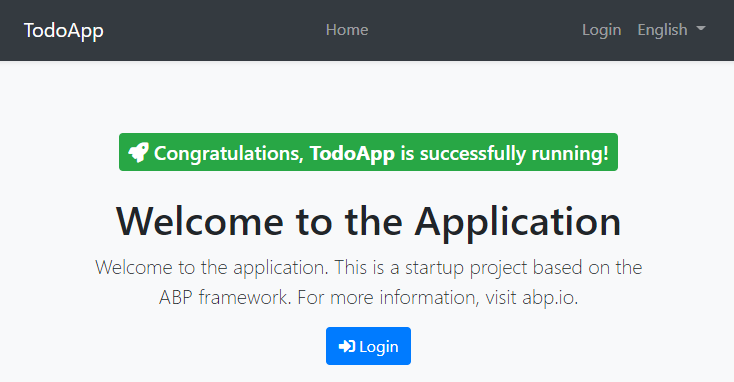 TodoApp Home Login English
Congratulations, TodoApp is successfully running!
Welcome to the Application
Welcome to the application. This is a startup project based on the
ABP framework. For more information, visit abp.io.
Login